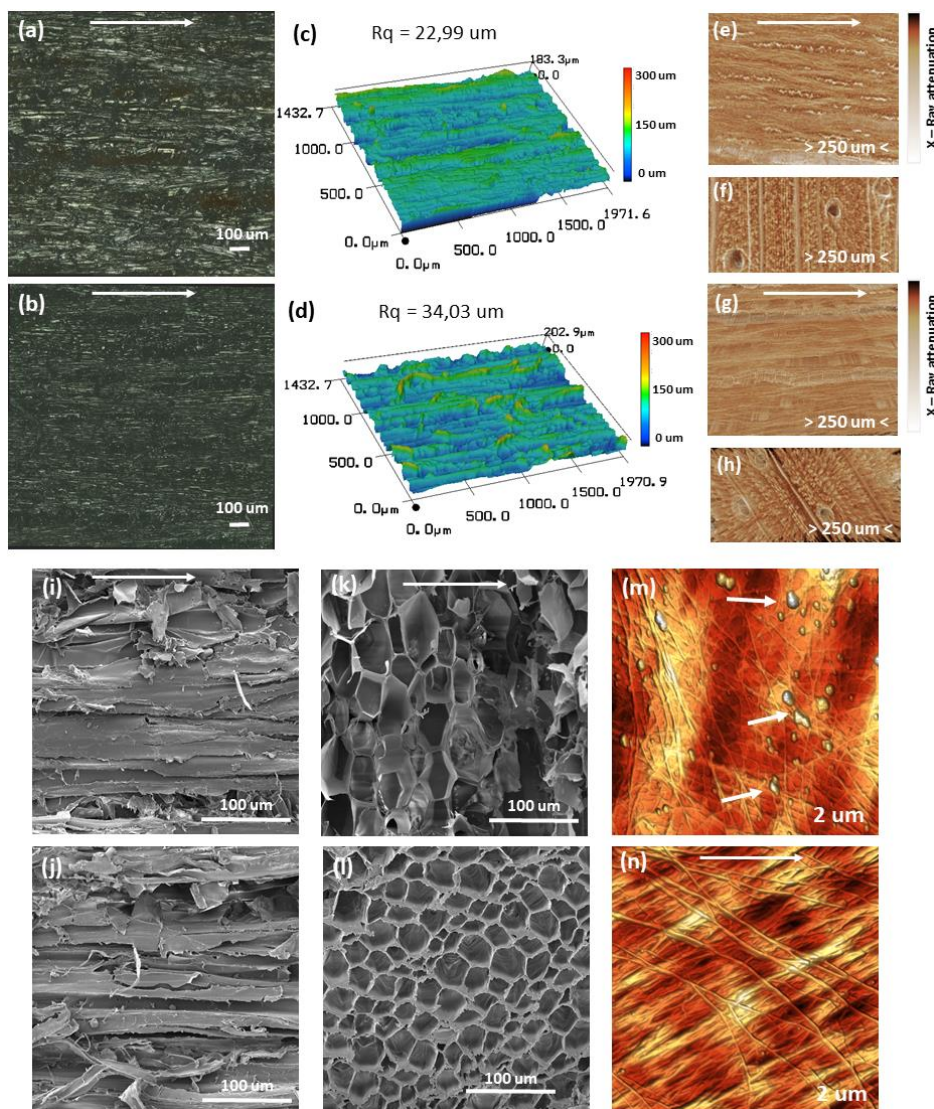 (a)
100 um
(b)
100 um
(c)
Rq = 22,99 um
183.3μm
0.0
1432.7
1000.0
500.0
0.0μm
0.0μm
500.0
1000.0
1500.0
1971.6
300 um
150 um
0 um
(d)
Rq = 34,03 um
202.9μm
0.0
1432.7
1000.0
500.0
0.0μm
0.0μm
500.0
1000.0
1500.0
1970.9
300 um
150 um
0 um
(e)
> 250 um <
X – Ray attenuation
(f)
> 250 um <
(g)
> 250 um <
X – Ray attenuation
(h)
> 250 um <
(i)
100 um
(k)
100 um
(m)
2 um
(j)
100 um
(l)
100 um
(n)
2 um